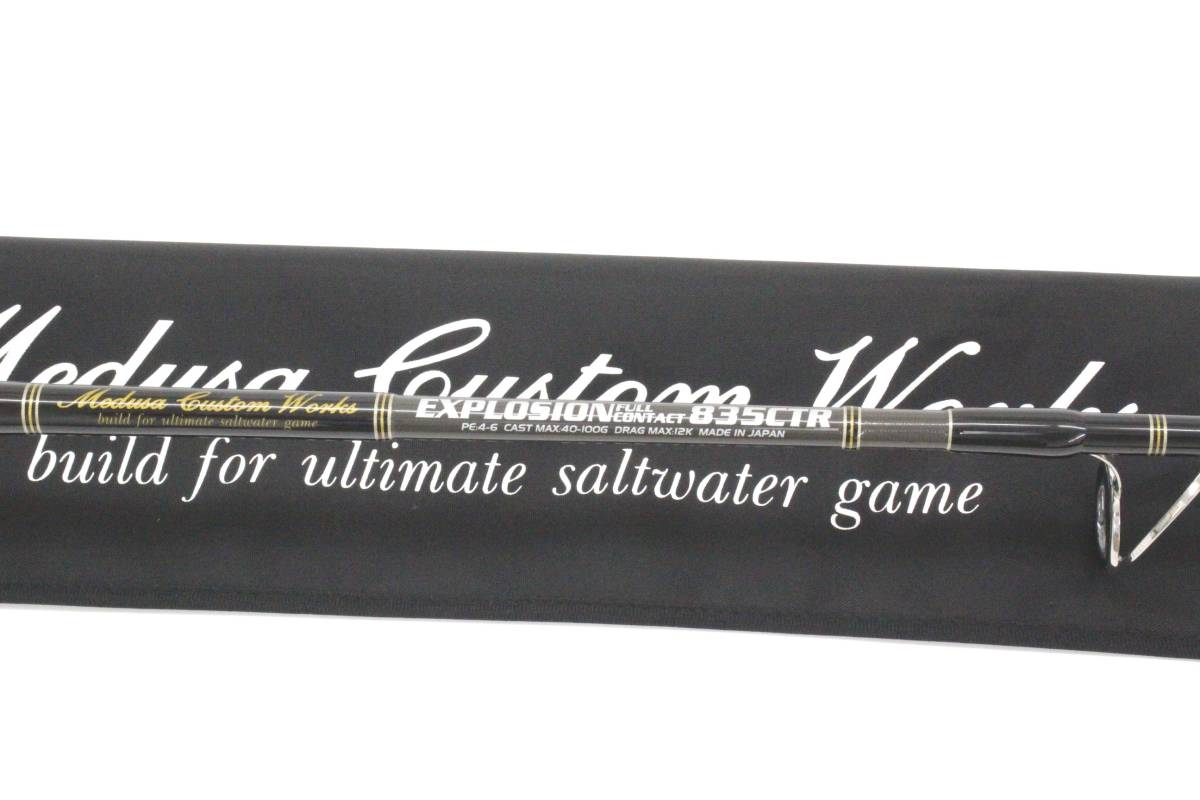 Medusa Custom Works
Medusa Custom Works
build for ultimate saltwater game
EXPLOSION FULL CONTACT 835CTR
PE:4-6 CAST MAX:40-100G DRAG MAX:12K MADE IN JAPAN
build for ultimate saltwater game